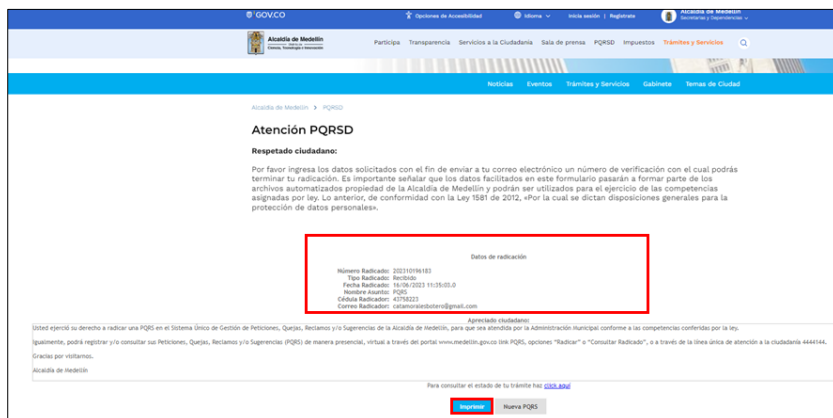 GOV.CO
Opciones de Accesibilidad
Idioma
Inicia sesión | Regístrate
Alcaldía de Medellín
Secretarías y Dependencias
Alcaldía de Medellín
Ciencia, Tecnología e Innovación
Participa Transparencia Servicios a la Ciudadanía Sala de prensa PQRSD Impuestos Trámites y Servicios
Noticias Eventos Trámites y Servicios Gabinete Temas de Ciudad
Alcaldía de Medellín > PQRSD
Atención PQRSD
Respetado ciudadano:
Por favor ingresa los datos solicitados con el fin de enviar a tu correo electrónico un número de verificación con el cual podrás
terminar tu radicación. Es importante señalar que los datos facilitados en este formulario pasarán a formar parte de los
archivos automatizados propiedad de la Alcaldía de Medellín y podrán ser utilizados para el ejercicio de las competencias
asignadas por ley. Lo anterior, de conformidad con la Ley 1581 de 2012, «Por la cual se dictan disposiciones generales para la
protección de datos personales».
Datos de radicación
Número Radicado: 202310196183
Tipo Radicado: Recibido
Fecha Radicado: 16/06/2023 11:35:03.0
Nombre Asunto: PQRS
Cédula Radicador: 43758223
Correo Radicador: catamoralesbotero@gmail.com
Apreciado ciudadano:
Usted ejerció su derecho a radicar una PQRS en el Sistema Único de Gestión de Peticiones, Quejas, Reclamos y/o Sugerencias de la Alcaldía de Medellín, para que sea atendida por la Administración Municipal conforme a las competencias conferidas por la ley.
Igualmente, podrá registrar y/o consultar sus Peticiones, Quejas, Reclamos y/o Sugerencias (PQRS) de manera presencial, virtual a través del portal www.medellin.gov.co link PQRS, opciones "Radicar" o "Consultar Radicado", o a través de la línea única de atención a la ciudadanía 4444144.
Gracias por visitarnos.
Alcaldía de Medellín
Para consultar el estado de tu trámite haz click aquí
Imprimir Nueva PQRS